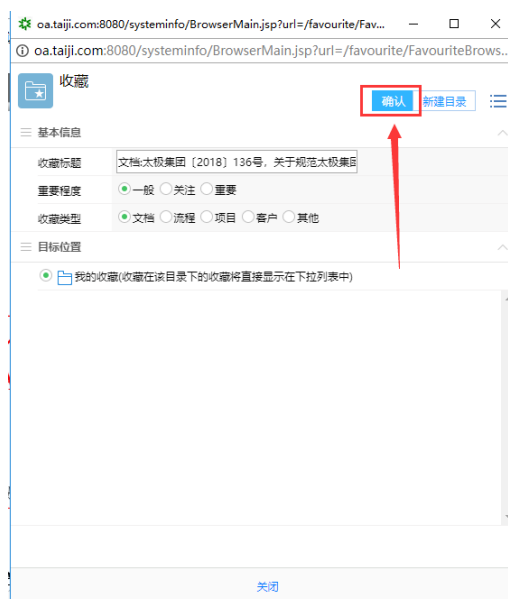 oa.taiji.com:8080/systeminfo/BrowserMain.jsp?url=/favourite/Fav...
oa.taiji.com:8080/systeminfo/BrowserMain.jsp?url=/favourite/FavouriteBrows...
收藏
确认 新建目录
基本信息
收藏标题 文档:太极集团〔2018〕136号，关于规范太极集团
重要程度 一般 关注 重要
收藏类型 文档 流程 项目 客户 其他
目标位置
我的收藏(收藏在该目录下的收藏将直接显示在下拉列表中)
关闭